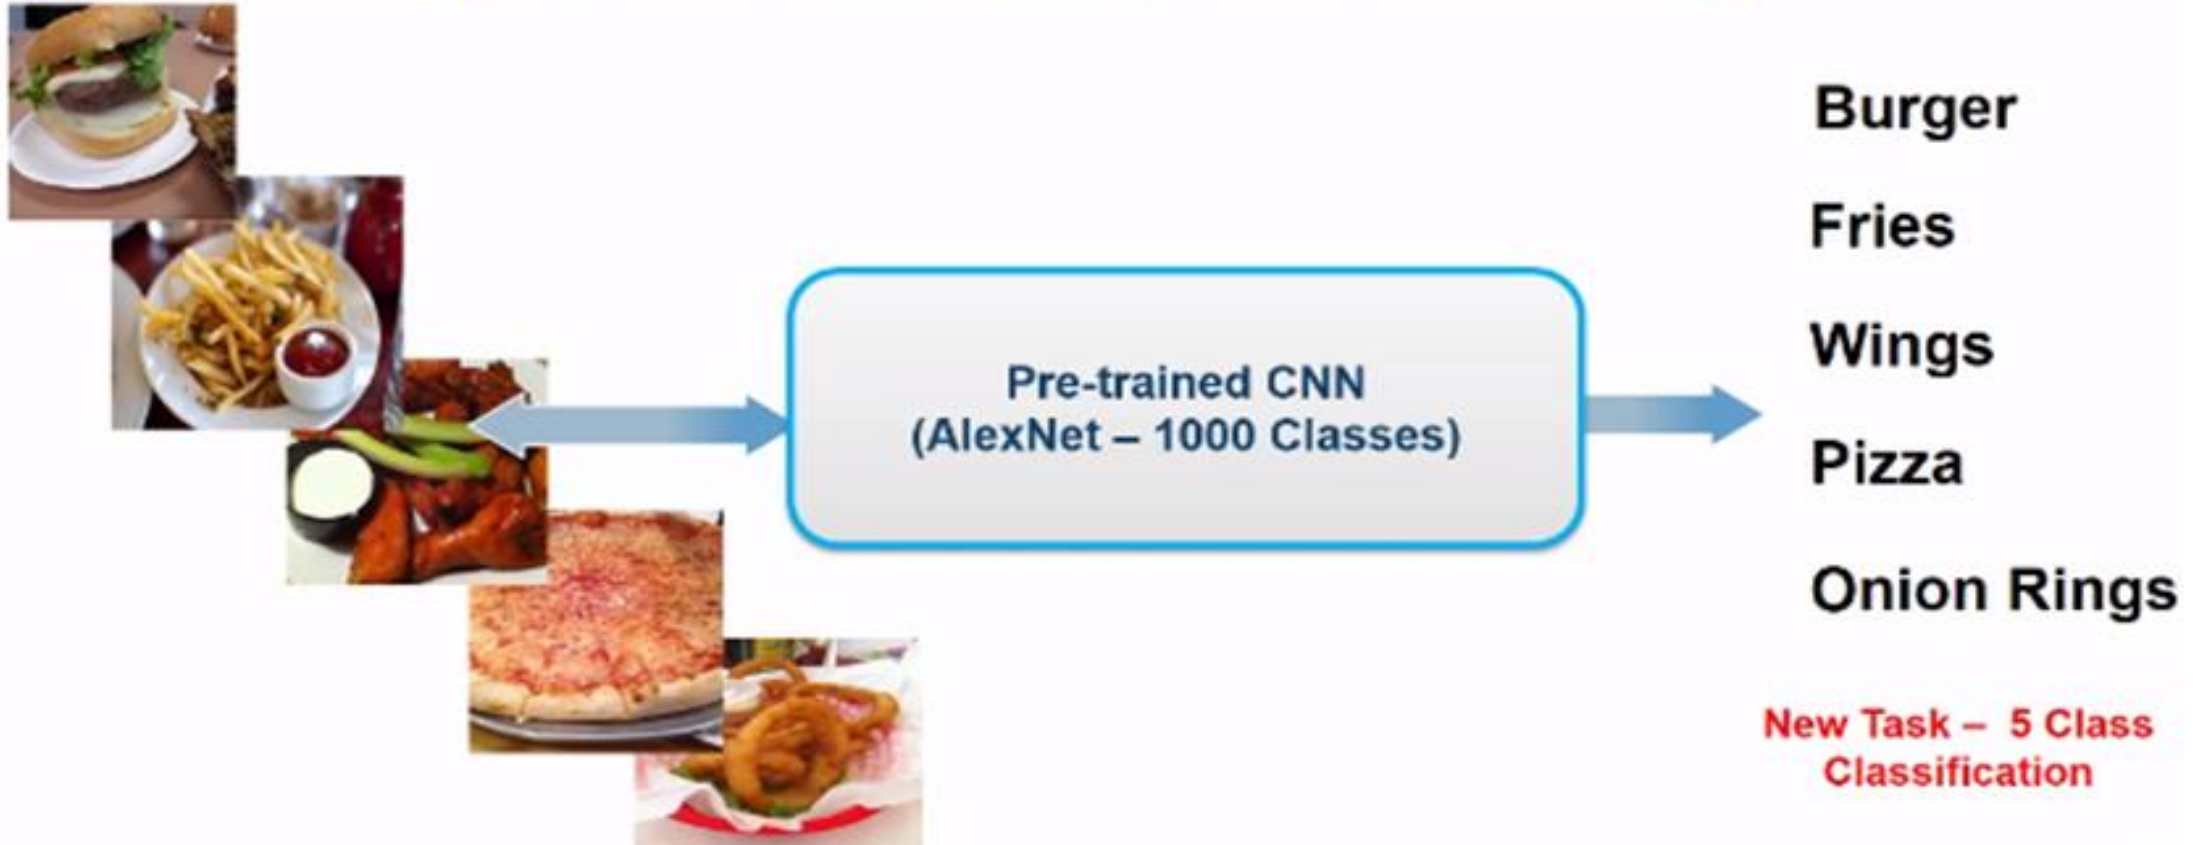 Burger
Fries
Wings
Pre-trained CNN
(AlexNet – 1000 Classes)
Pizza
Onion Rings
New Task – 5 Class
Classification